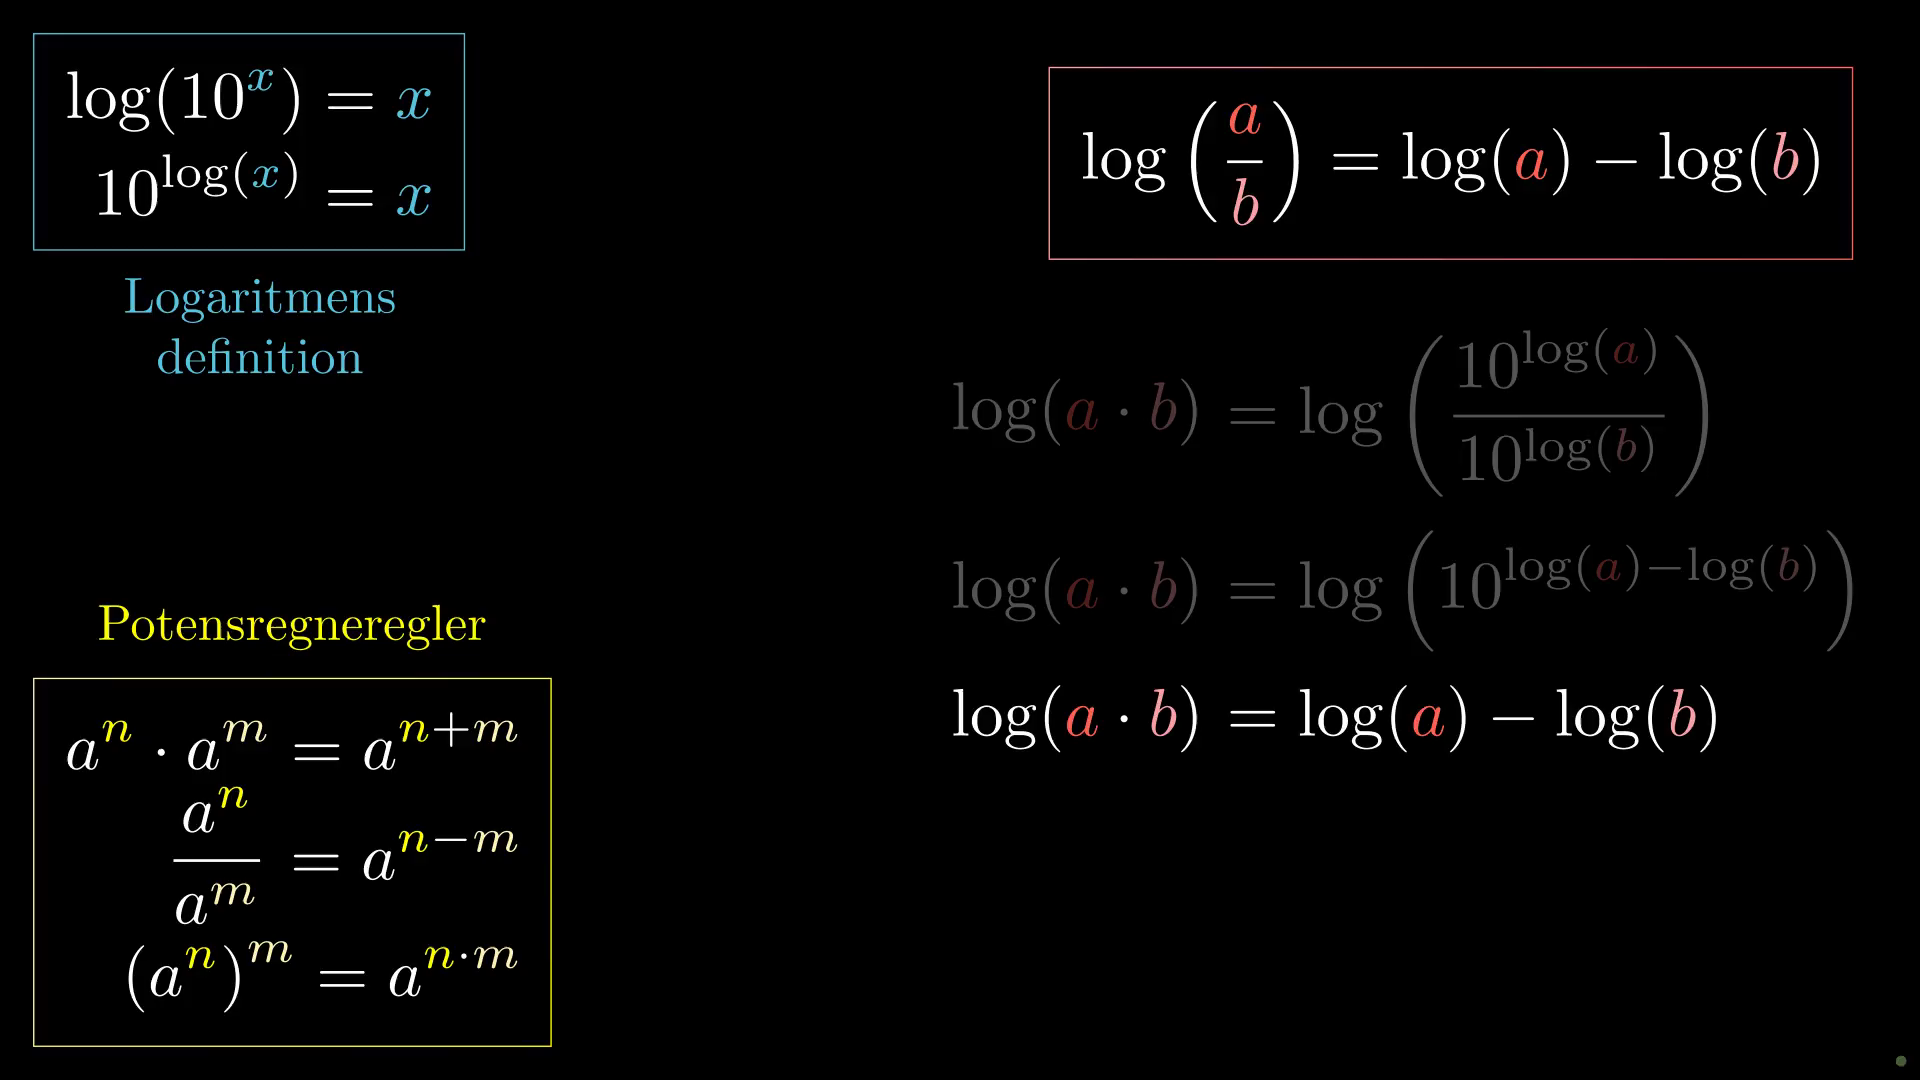 log(10^x) = x
10^log(x) = x
Logaritmens
definition
Potensregneregler
a^n · a^m = a^(n+m)
a^n / a^m = a^(n−m)
(a^n)^m = a^(n·m)
log(a/b) = log(a) − log(b)
log(a · b) = log(10^log(a) / 10^log(b))
log(a · b) = log(10^(log(a)−log(b)))
log(a · b) = log(a) − log(b)